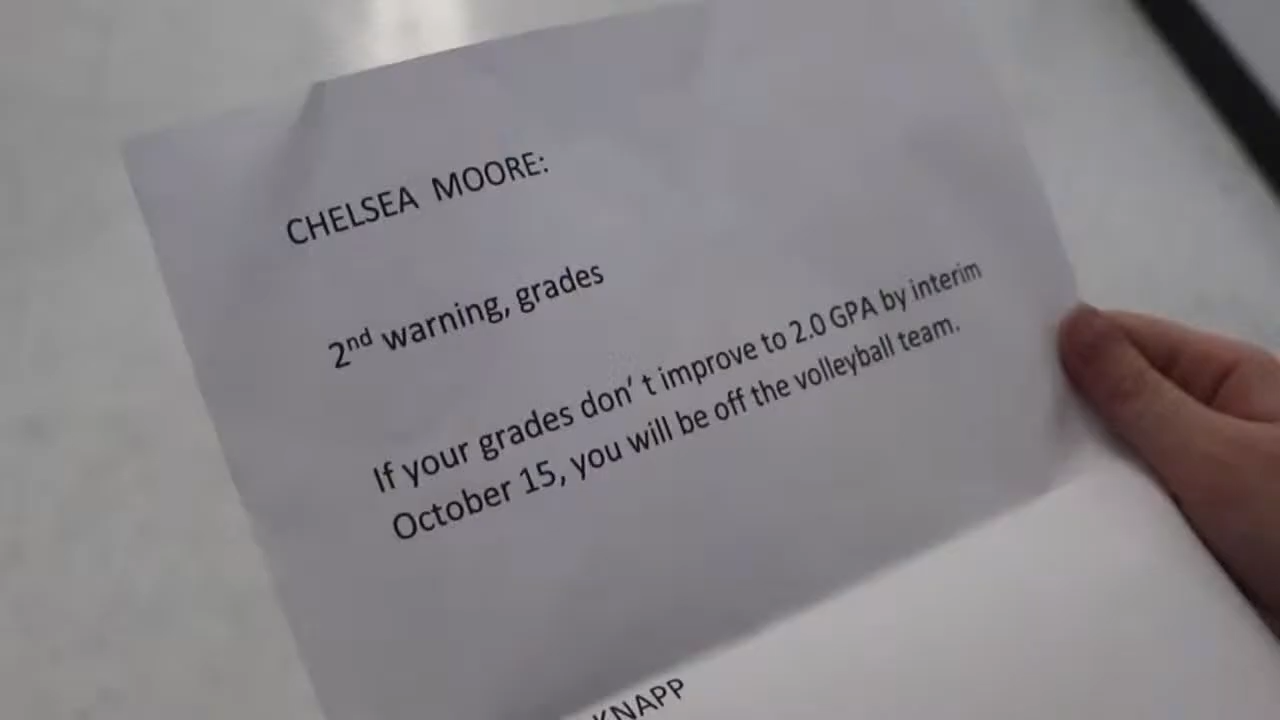 CHELSEA MOORE:
2nd warning, grades
If your grades don' t improve to 2.0 GPA by interim
October 15, you will be off the volleyball team.
KNAPP